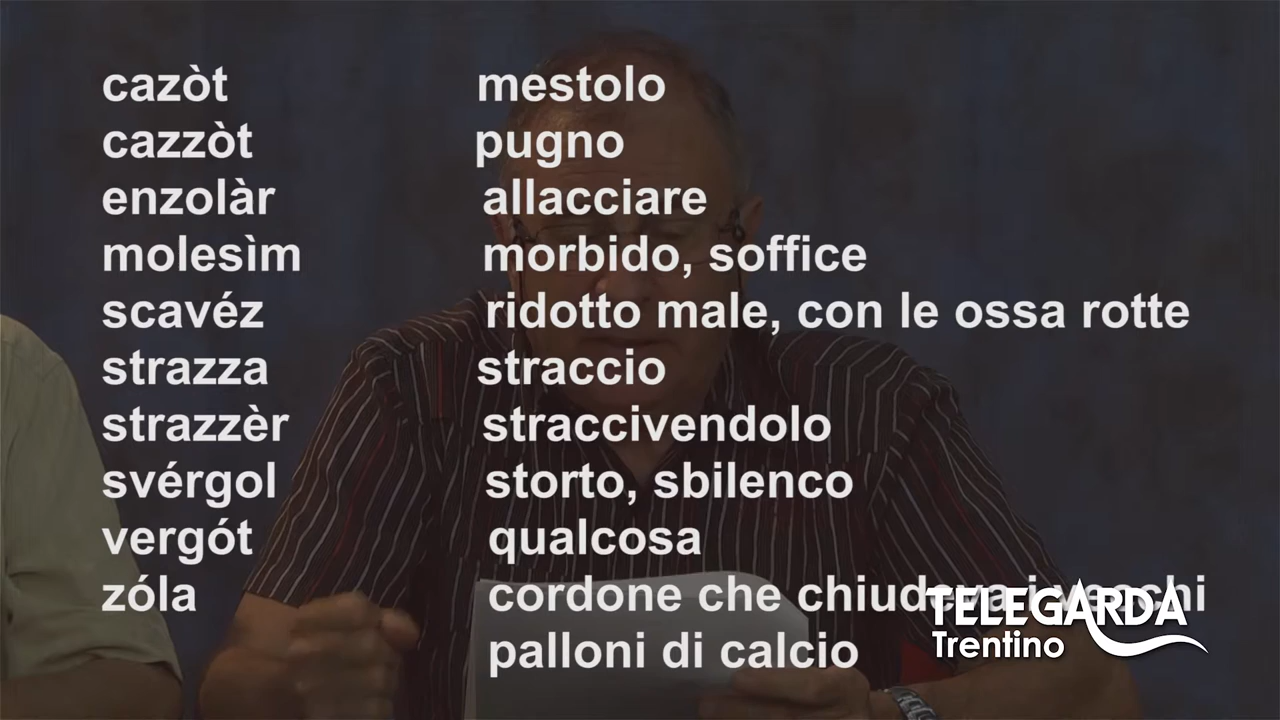 cazòt mestolo
cazzòt pugno
enzolàr allacciare
molesìm morbido, soffice
scavéz ridotto male, con le ossa rotte
strazza straccio
strazzèr straccivendolo
svérgol storto, sbilenco
vergót qualcosa
zóla cordone che chiudeva i vecchi
palloni di calcio
TELEGARDA
Trentino